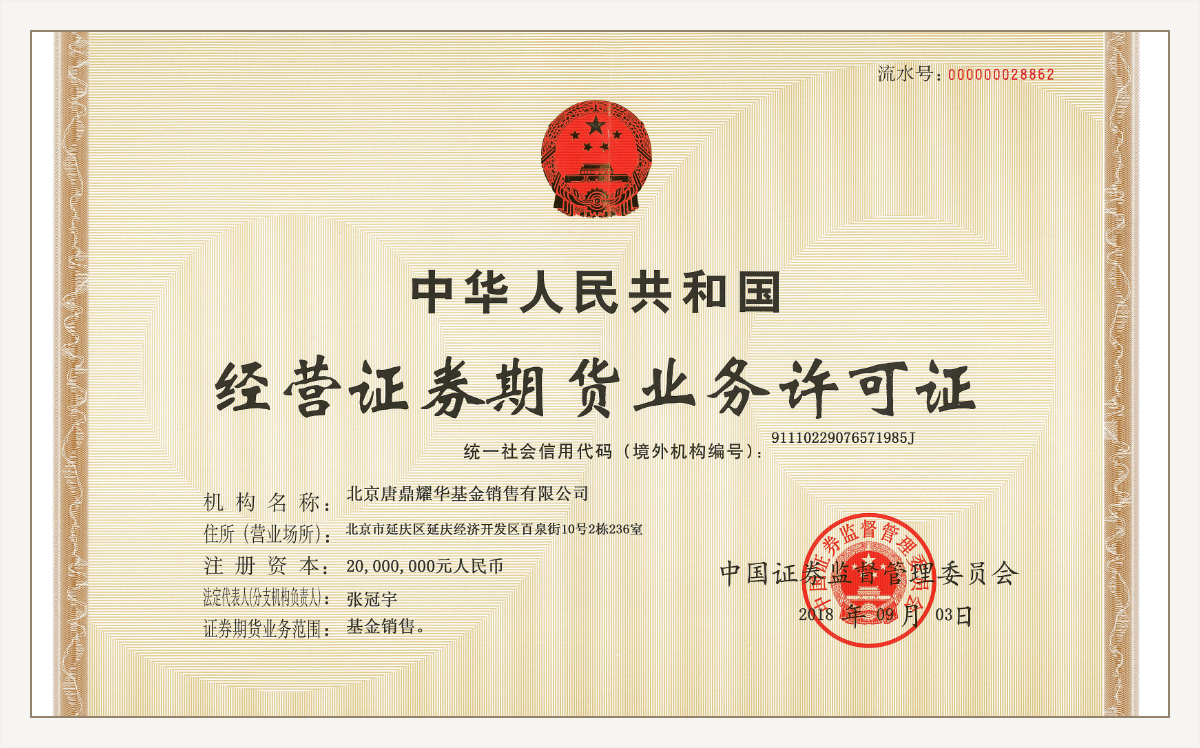 流水号：000000028862
中华人民共和国
经营证券期货业务许可证
统一社会信用代码（境外机构编号）：91110229076571985J
机构名称：北京唐鼎耀华基金销售有限公司
住所（营业场所）：北京市延庆区延庆经济开发区百泉街10号2栋236室
注册资本：20,000,000元人民币
法定代表人(分支机构负责人)：张冠宇
证券期货业务范围：基金销售。
中国证券监督管理委员会
2018年09月03日
中国证券监督管理委员会